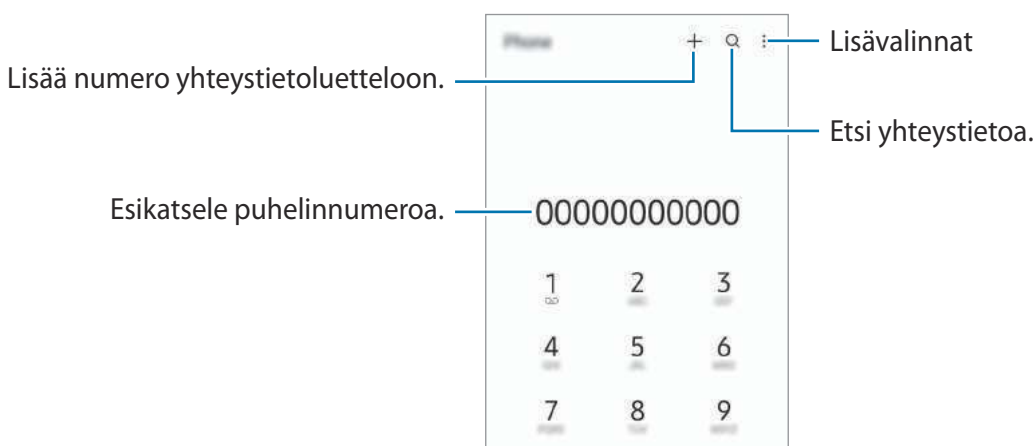 Phone
Lisävalinnat
Lisää numero yhteystietoluetteloon.
Etsi yhteystietoa.
Esikatsele puhelinnumeroa.
00000000000
1 2 3
4 5 6
7 8 9